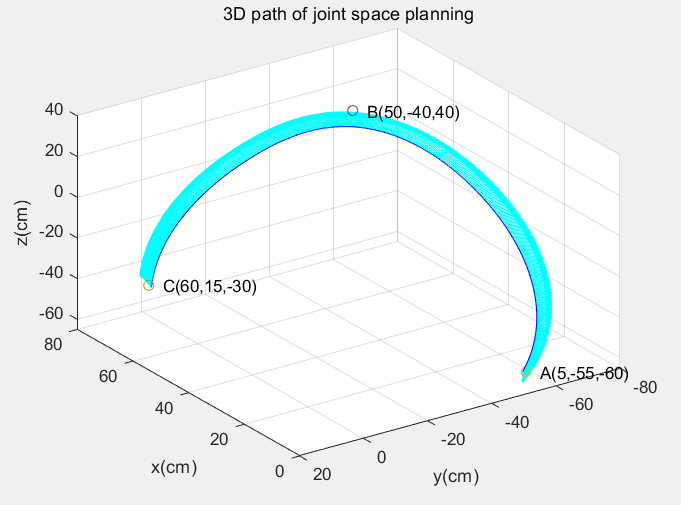 3D path of joint space planning
40
20
0
-20
-40
-60
z(cm)
B(50,-40,40)
C(60,15,-30)
A(5,-55,-60)
80
60
40
20
0
x(cm)
20
0
-20
-40
-60
-80
y(cm)